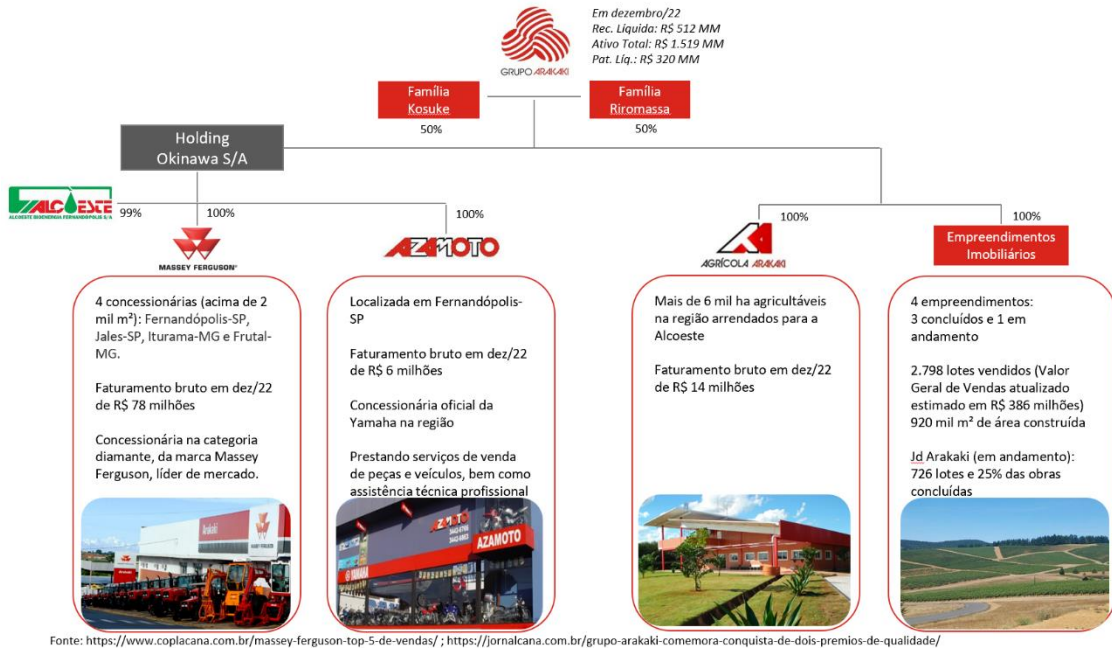 Em dezembro/22
Rec. Líquida: R$ 512 MM
Ativo Total: R$ 1.519 MM
Pat. Líq.: R$ 320 MM
GRUPO ARAKAKI
Família
Kosuke
50%
Família
Riromassa
50%
Holding
Okinawa S/A
ALCOESTE
ALCOESTE BIOENERGIA FERNANDÓPOLIS S/A
99%
100%
100%
100%
100%
MASSEY FERGUSON
4 concessionárias (acima de 2
mil m²): Fernandópolis-SP,
Jales-SP, Iturama-MG e Frutal-
MG.
Faturamento bruto em dez/22
de R$ 78 milhões
Concessionária na categoria
diamante, da marca Massey
Ferguson, líder de mercado.
Arakaki
AZAMOTO
Localizada em Fernandópolis-
SP
Faturamento bruto em dez/22
de R$ 6 milhões
Concessionária oficial da
Yamaha na região
Prestando serviços de venda
de peças e veículos, bem como
assistência técnica profissional
AZAMOTO
AZAMOTO
YAMAHA
AGRÍCOLA ARAKAKI
Mais de 6 mil ha agricultáveis
na região arrendados para a
Alcoeste
Faturamento bruto em dez/22
de R$ 14 milhões
Empreendimentos
Imobiliários
4 empreendimentos:
3 concluídos e 1 em
andamento
2.798 lotes vendidos (Valor
Geral de Vendas atualizado
estimado em R$ 386 milhões)
920 mil m² de área construída
Jd Arakaki (em andamento):
726 lotes e 25% das obras
concluídas
Fonte: https://www.coplacana.com.br/massey-ferguson-top-5-de-vendas/ ; https://jornalcana.com.br/grupo-arakaki-comemora-conquista-de-dois-premios-de-qualidade/